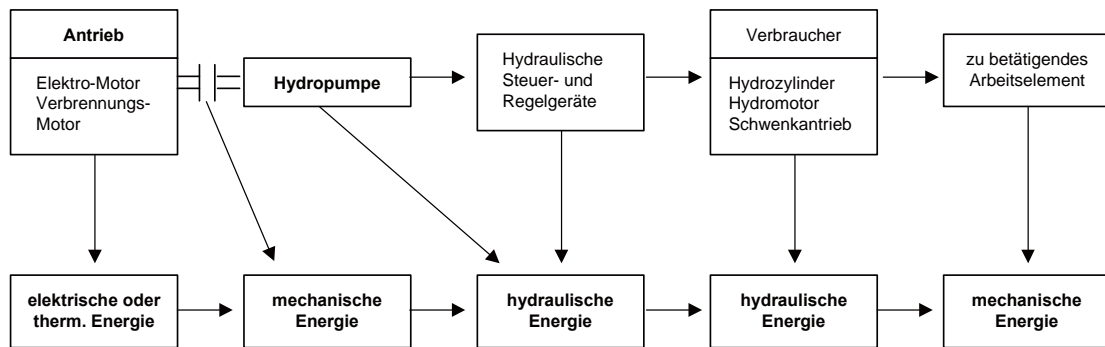 Antrieb
Elektro-Motor
Verbrennungs-
Motor
Hydropumpe
Hydraulische
Steuer- und
Regelgeräte
Verbraucher
Hydrozylinder
Hydromotor
Schwenkantrieb
zu betätigendes
Arbeitselement
elektrische oder
therm. Energie
mechanische
Energie
hydraulische
Energie
hydraulische
Energie
mechanische
Energie